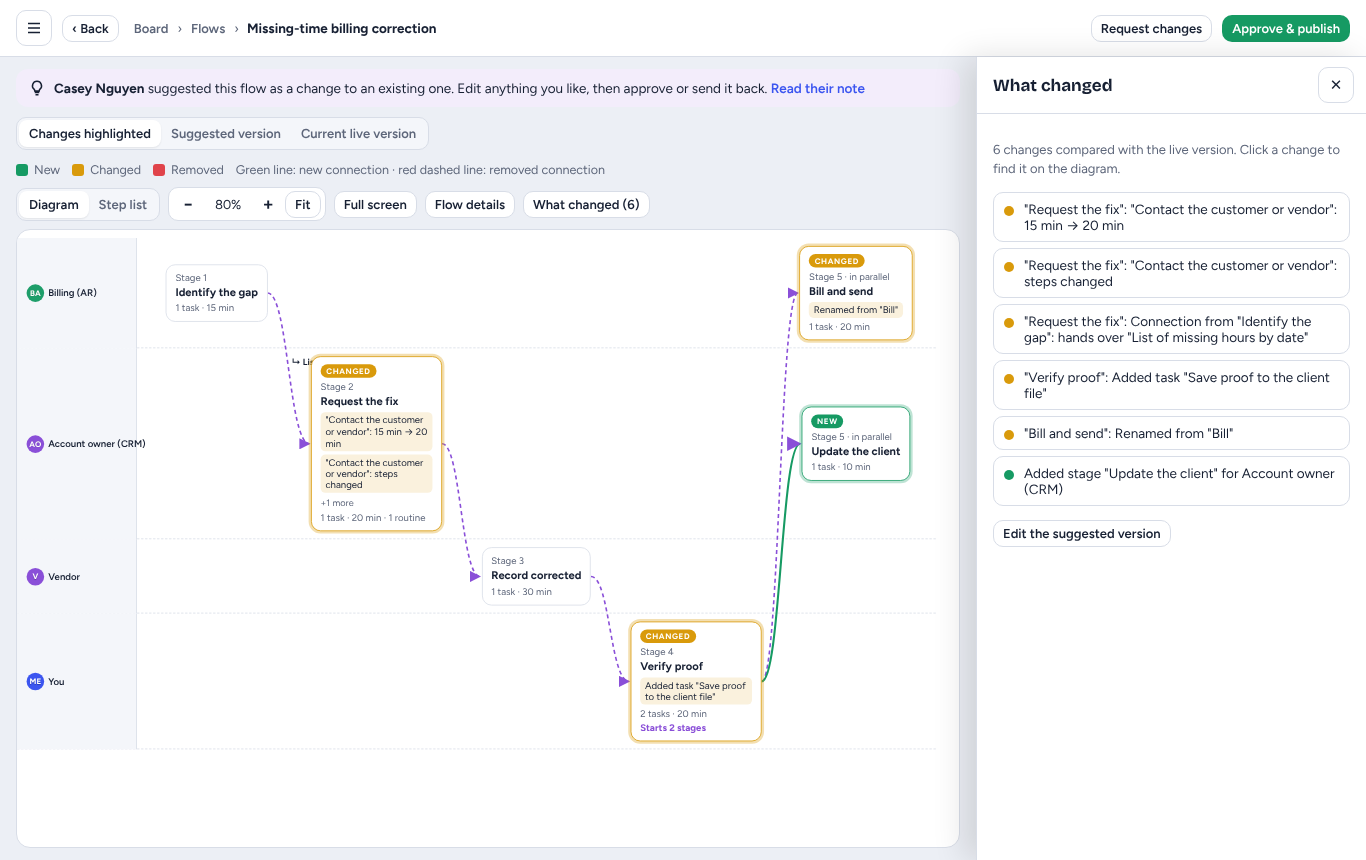 ‹ Back
Board › Flows › Missing-time billing correction
Request changes
Approve & publish
Casey Nguyen suggested this flow as a change to an existing one. Edit anything you like, then approve or send it back. Read their note
Changes highlighted
Suggested version
Current live version
New
Changed
Removed
Green line: new connection · red dashed line: removed connection
Diagram
Step list
− 80% +
Fit
Full screen
Flow details
What changed (6)
BA Billing (AR)
Stage 1
Identify the gap
1 task · 15 min
CHANGED
Stage 5 · in parallel
Bill and send
Renamed from "Bill"
1 task · 20 min
AO Account owner (CRM)
CHANGED
Stage 2
Request the fix
"Contact the customer
or vendor": 15 min → 20
min
"Contact the customer
or vendor": steps
changed
+1 more
1 task · 20 min · 1 routine
NEW
Stage 5 · in parallel
Update the client
1 task · 10 min
V Vendor
Stage 3
Record corrected
1 task · 30 min
ME You
CHANGED
Stage 4
Verify proof
Added task "Save proof
to the client file"
2 tasks · 20 min
Starts 2 stages
What changed
×
6 changes compared with the live version. Click a change to
find it on the diagram.
"Request the fix": "Contact the customer or vendor":
15 min → 20 min
"Request the fix": "Contact the customer or vendor":
steps changed
"Request the fix": Connection from "Identify the
gap": hands over "List of missing hours by date"
"Verify proof": Added task "Save proof to the client
file"
"Bill and send": Renamed from "Bill"
Added stage "Update the client" for Account owner
(CRM)
Edit the suggested version